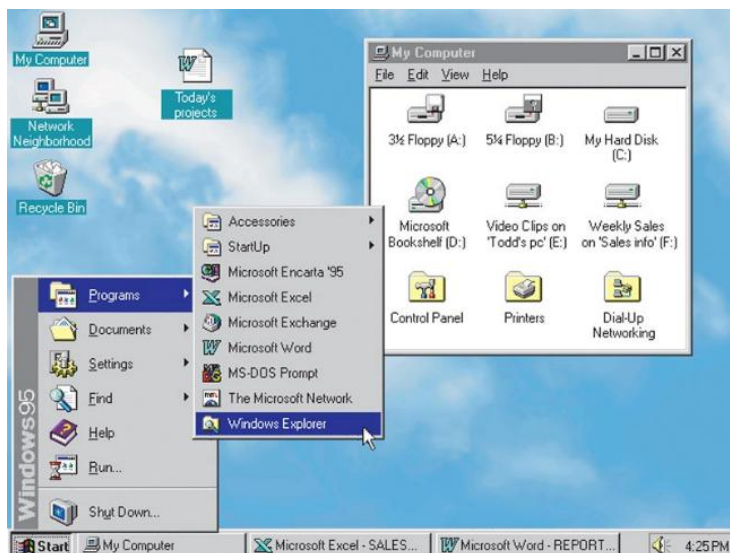 My Computer
Network
Neighborhood
Recycle Bin
Today's
projects
My Computer
File Edit View Help
3½ Floppy (A:)
5¼ Floppy (B:)
My Hard Disk
(C:)
Microsoft
Bookshelf (D:)
Video Clips on
'Todd's pc' (E:)
Weekly Sales
on 'Sales info' (F:)
Control Panel
Printers
Dial-Up
Networking
Accessories
StartUp
Microsoft Encarta '95
Microsoft Excel
Microsoft Exchange
Microsoft Word
MS-DOS Prompt
The Microsoft Network
Windows Explorer
Programs
Documents
Settings
Find
Help
Run...
Shut Down...
Windows95
Start
My Computer
Microsoft Excel - SALES...
Microsoft Word - REPORT...
4:25 PM